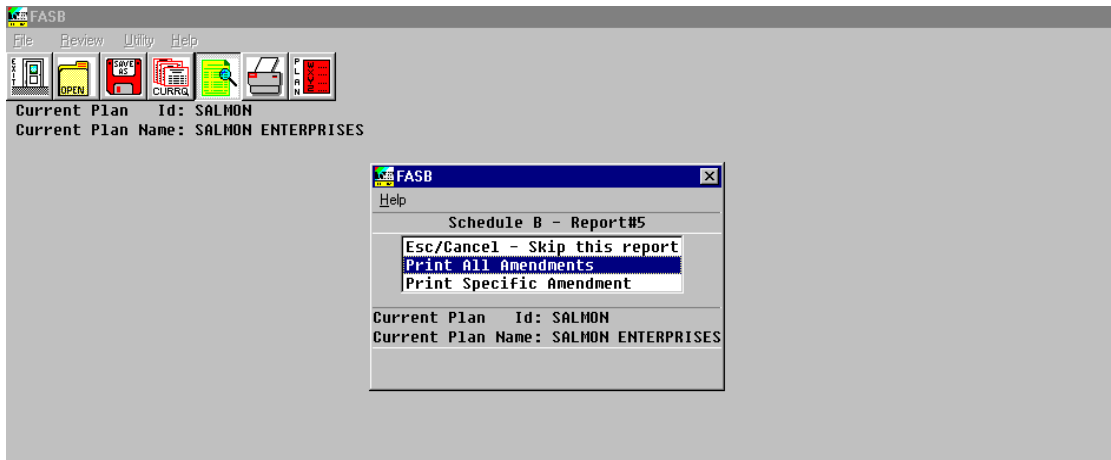 FASB
File Review Utility Help
EXIT OPEN SAVE AS CURRQ PLAN
Current Plan Id: SALMON
Current Plan Name: SALMON ENTERPRISES
FASB
Help
Schedule B - Report#5
Esc/Cancel - Skip this report
Print All Amendments
Print Specific Amendment
Current Plan Id: SALMON
Current Plan Name: SALMON ENTERPRISES